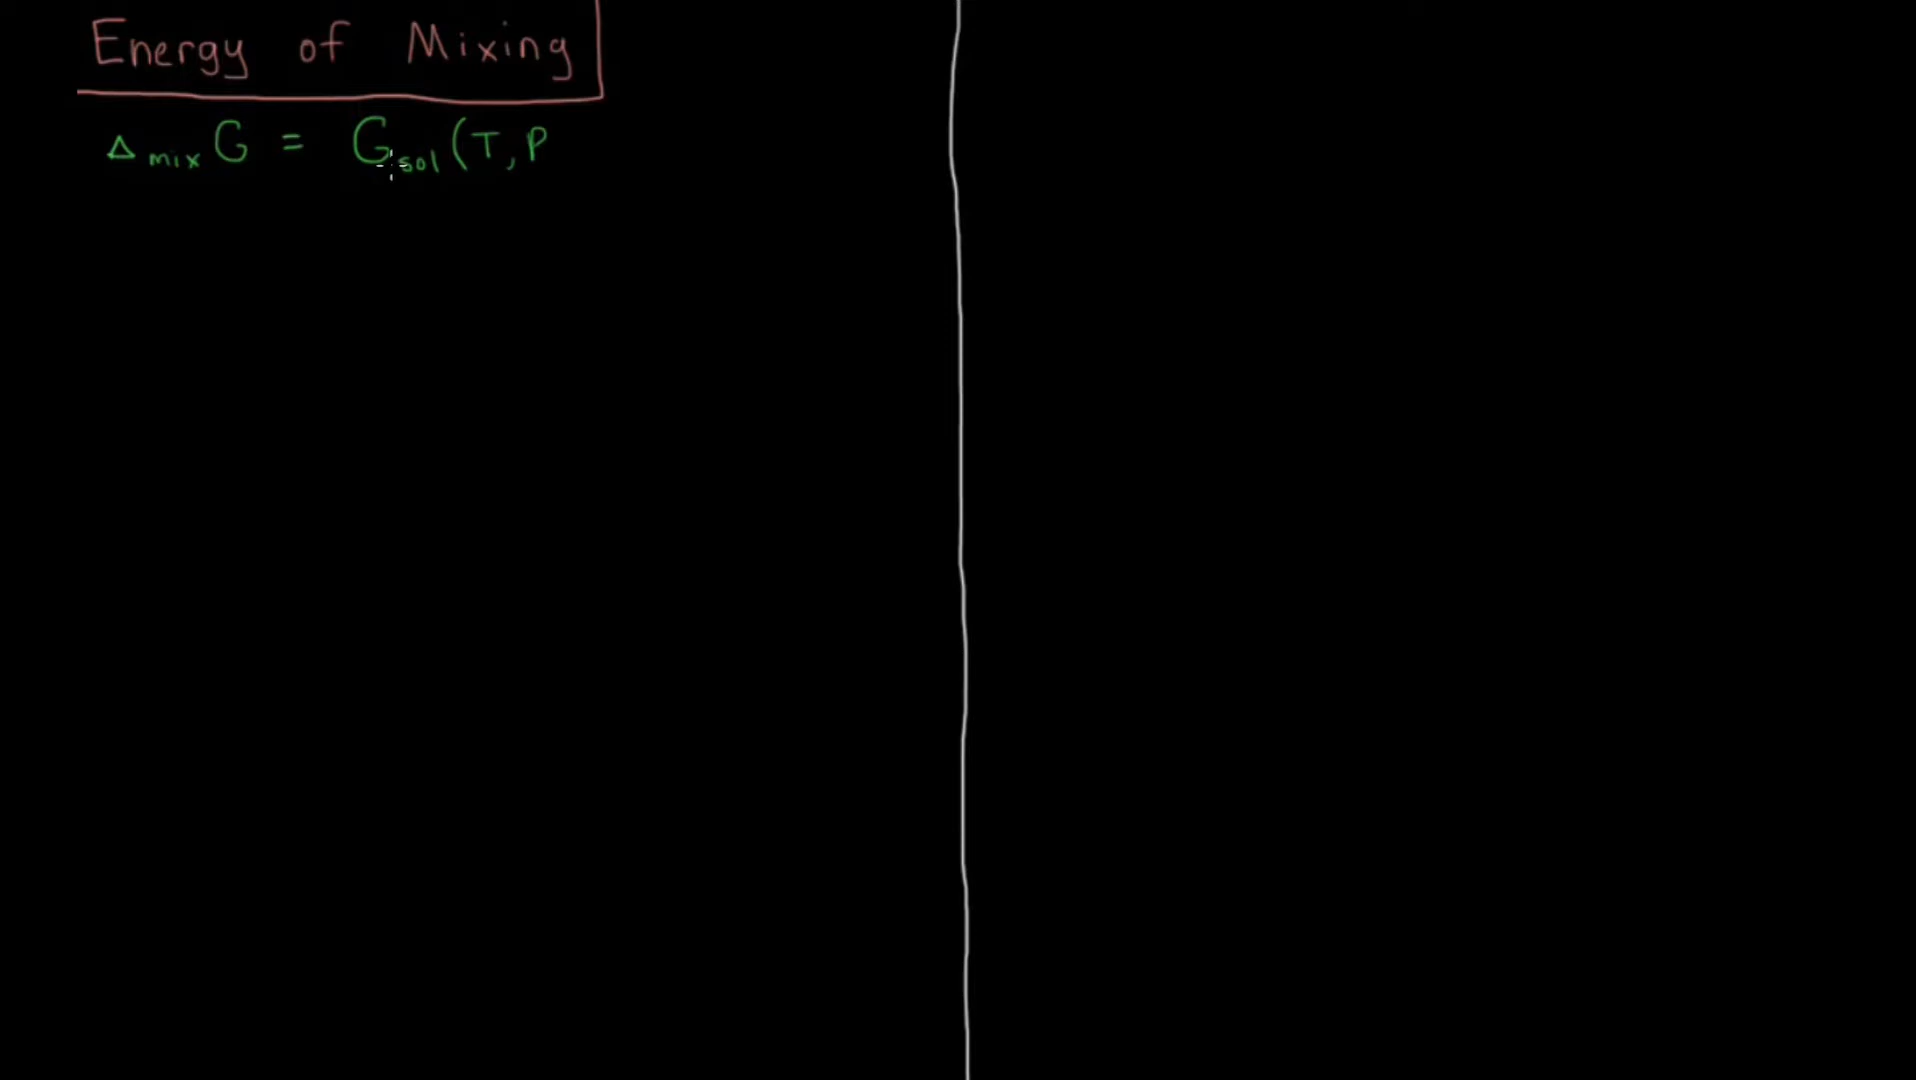 Energy of Mixing
Δmix G = Gsol (T, P